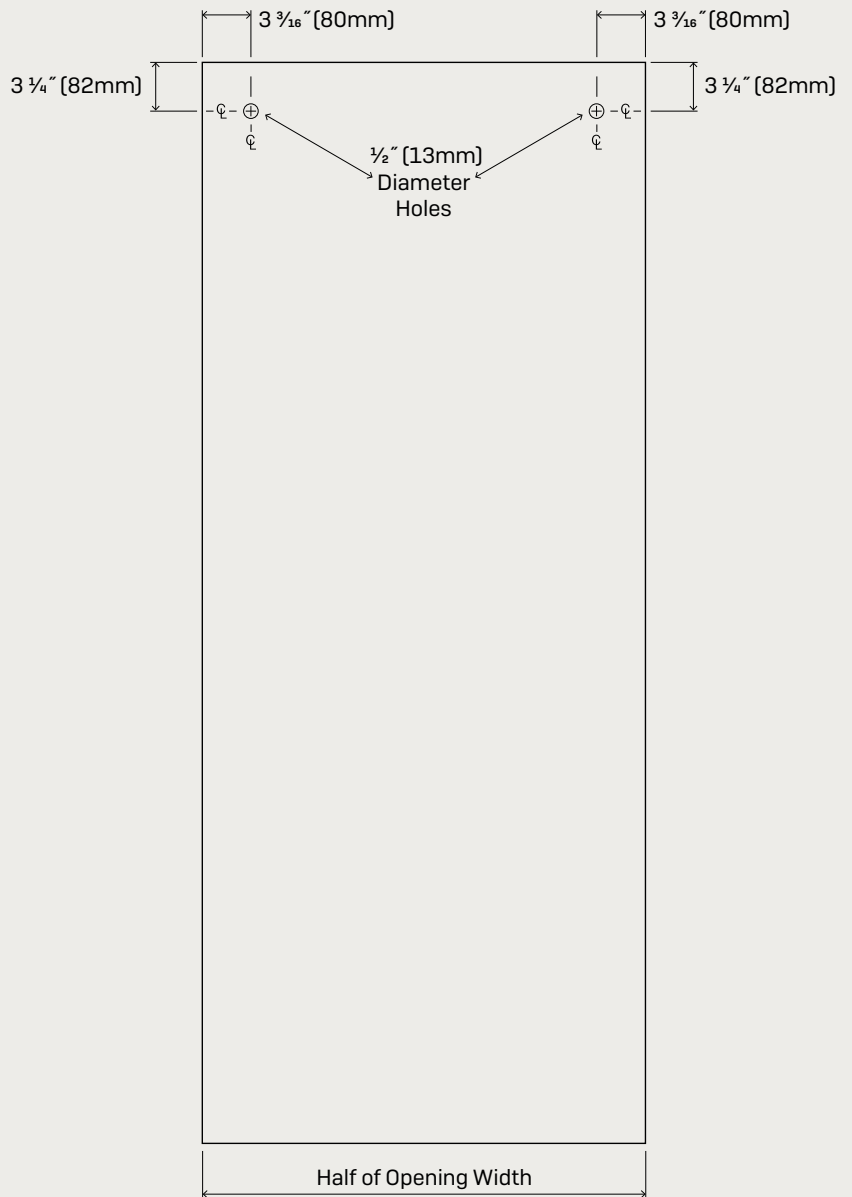 3 ³⁄₁₆˝ (80mm)
3 ³⁄₁₆˝ (80mm)
3 ¼˝ (82mm)
3 ¼˝ (82mm)
℄
℄
℄
℄
½˝ (13mm)
Diameter
Holes
Half of Opening Width